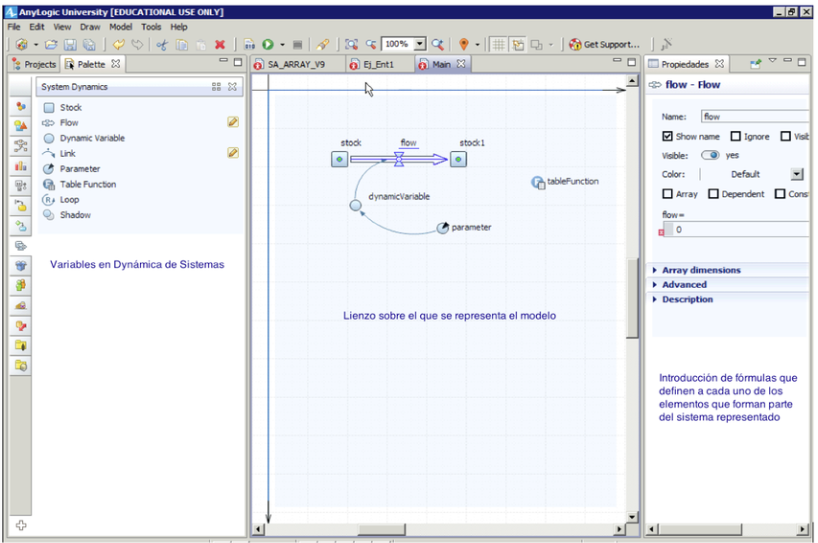 AnyLogic University [EDUCATIONAL USE ONLY]
File Edit View Draw Model Tools Help
100% Get Support...
Projects Palette
SA_ARRAY_V9 Ej_Ent1 Main
Propiedades
System Dynamics
Stock
Flow
Dynamic Variable
Link
Parameter
Table Function
Loop
Shadow
Variables en Dinámica de Sistemas
stock flow stock1
tableFunction
dynamicVariable
parameter
Lienzo sobre el que se representa el modelo
flow - Flow
Name: flow
Show name Ignore Visib
Visible: yes
Color: Default
Array Dependent Cons
flow=
0
Array dimensions
Advanced
Description
Introducción de fórmulas que
definen a cada uno de los
elementos que forman parte
del sistema representado